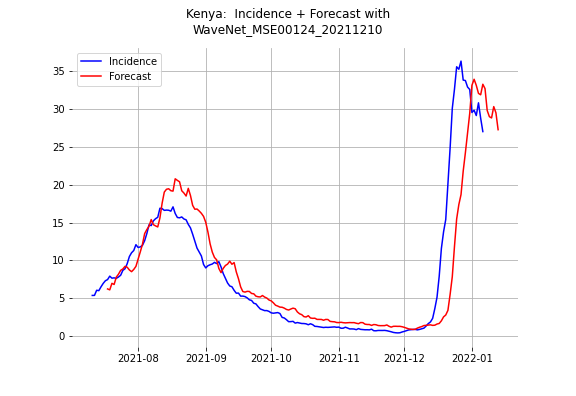 Kenya:  Incidence + Forecast with
WaveNet_MSE00124_20211210
Incidence
Forecast
35
30
25
20
15
10
5
0
2021-08 2021-09 2021-10 2021-11 2021-12 2022-01